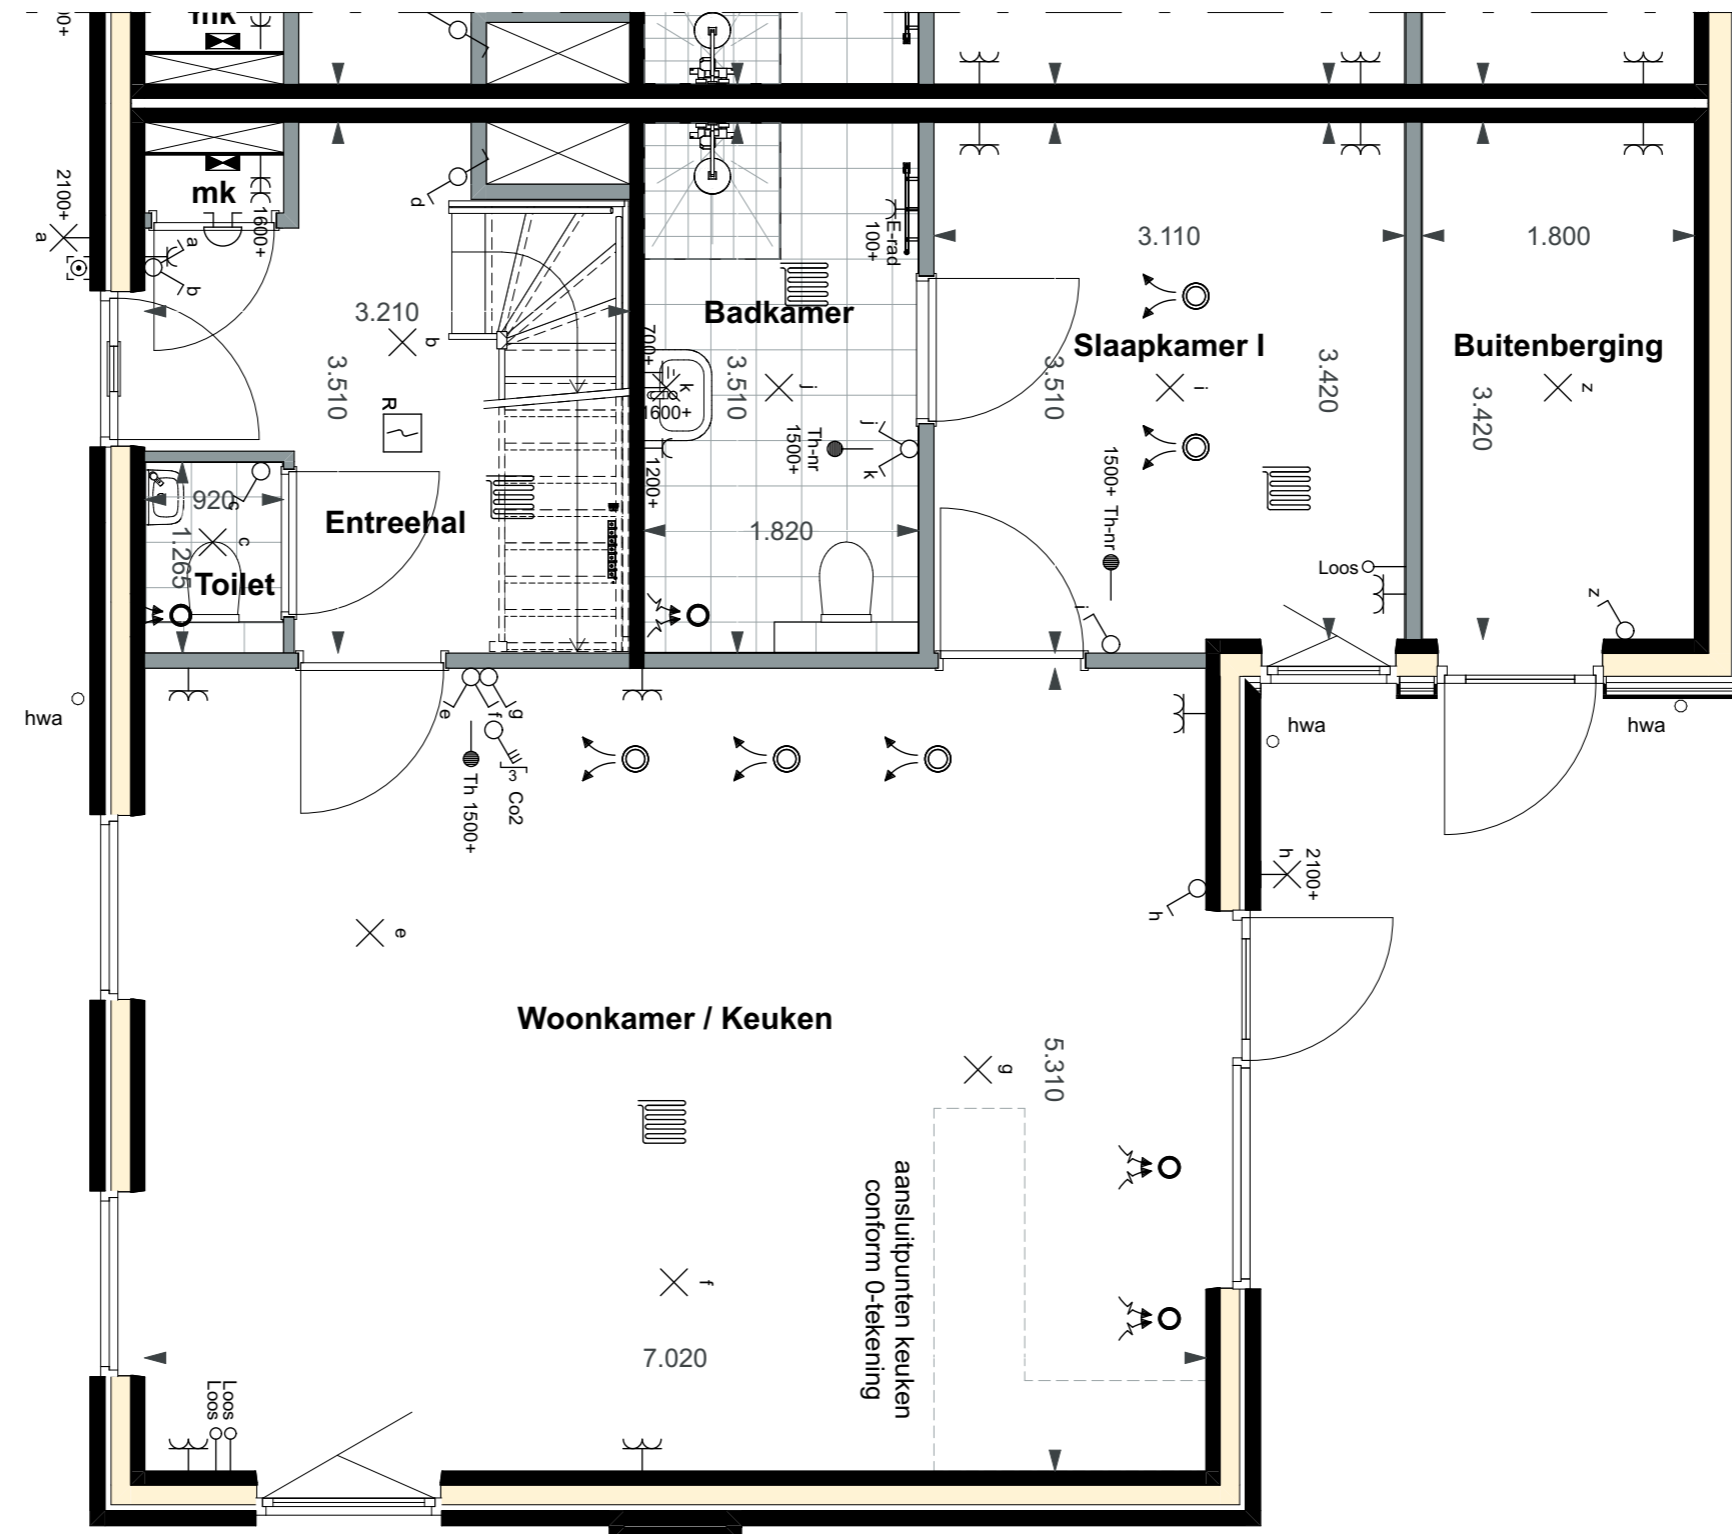 mk
2100+
a
mk
1600+
a
b
d
E-rad
100+
3.110
1.800
3.210
b
3.510
R
Badkamer
700+
k
1600+
3.510
j
Slaapkamer I
3.510
i
3.420
Buitenberging
z
3.420
j
k
Th-nr
1500+
1200+
1500+ Th-nr
920
c
Entreehal
c
1.265
Toilet
1.820
Loos
i
z
hwa
e
f
g
3
Co2
Th 1500+
hwa
hwa
h
2100+
h
e
Woonkamer / Keuken
g
5.310
aansluitpunten keuken
conform 0-tekening
f
7.020
Loos
Loos